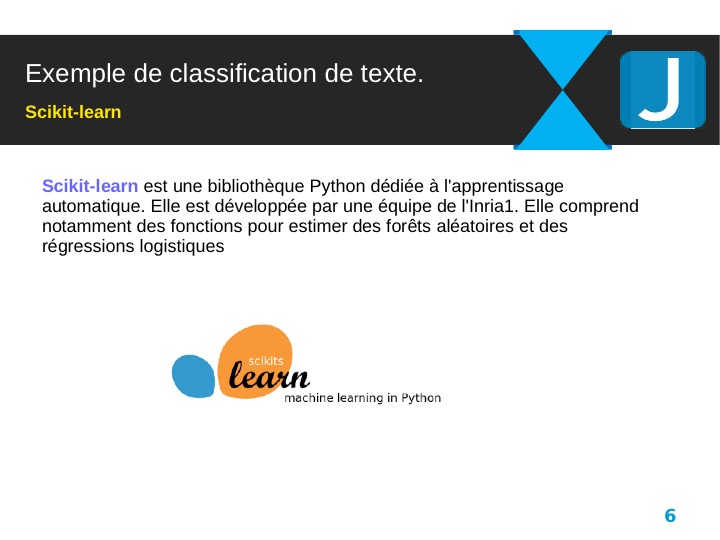 Exemple de classification de texte.
J
Scikit-learn
Scikit-learn est une bibliothèque Python dédiée à l'apprentissage
automatique. Elle est développée par une équipe de l'Inria1. Elle comprend
notamment des fonctions pour estimer des forêts aléatoires et des
régressions logistiques
scikits
learn
machine learning in Python
6